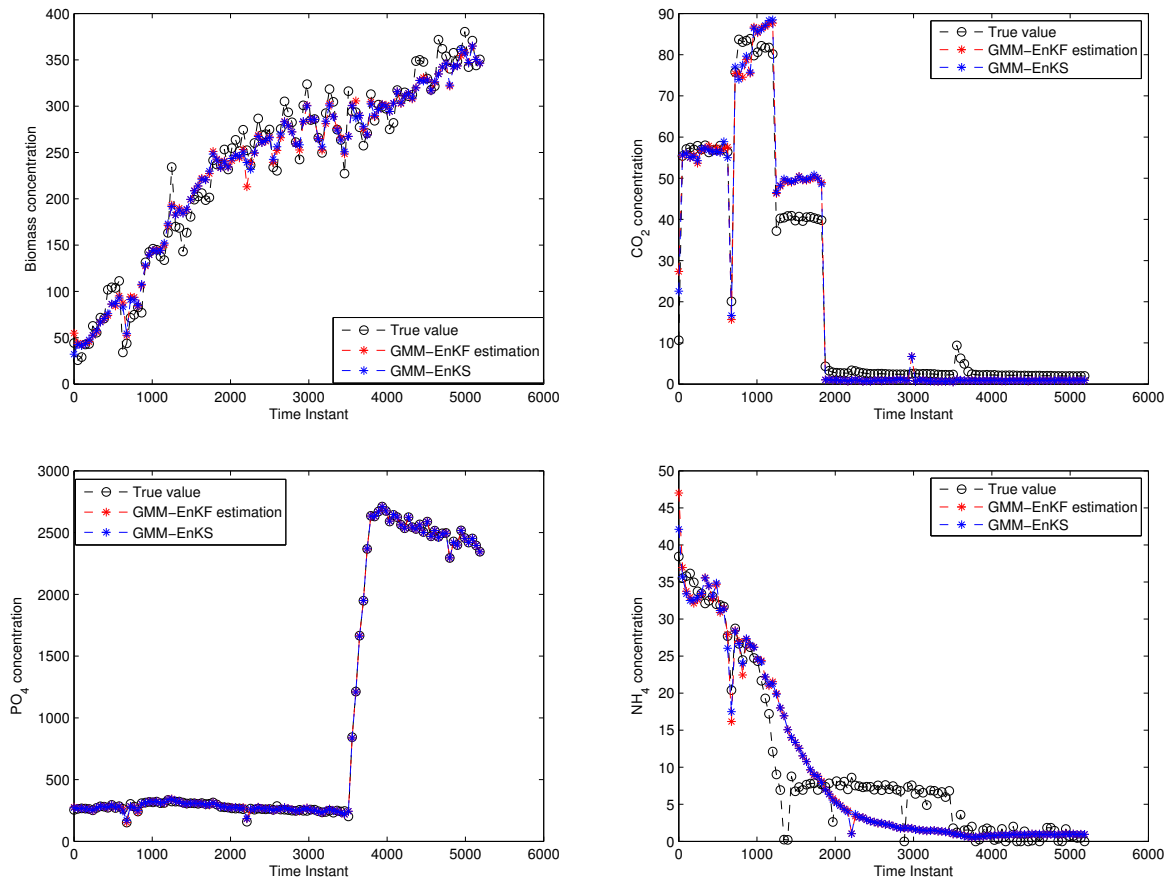 400
350
300
250
200
150
100
50
0
Biomass concentration
True value
GMM−EnKF estimation
GMM−EnKS
0 1000 2000 3000 4000 5000 6000
Time Instant
90
80
70
60
50
40
30
20
10
0
CO2 concentration
True value
GMM−EnKF estimation
GMM−EnKS
0 1000 2000 3000 4000 5000 6000
Time Instant
3000
2500
2000
1500
1000
500
0
PO4 concentration
True value
GMM−EnKF estimation
GMM−EnKS
0 1000 2000 3000 4000 5000 6000
Time Instant
50
45
40
35
30
25
20
15
10
5
0
NH4 concentration
True value
GMM−EnKF estimation
GMM−EnKS
0 1000 2000 3000 4000 5000 6000
Time Instant